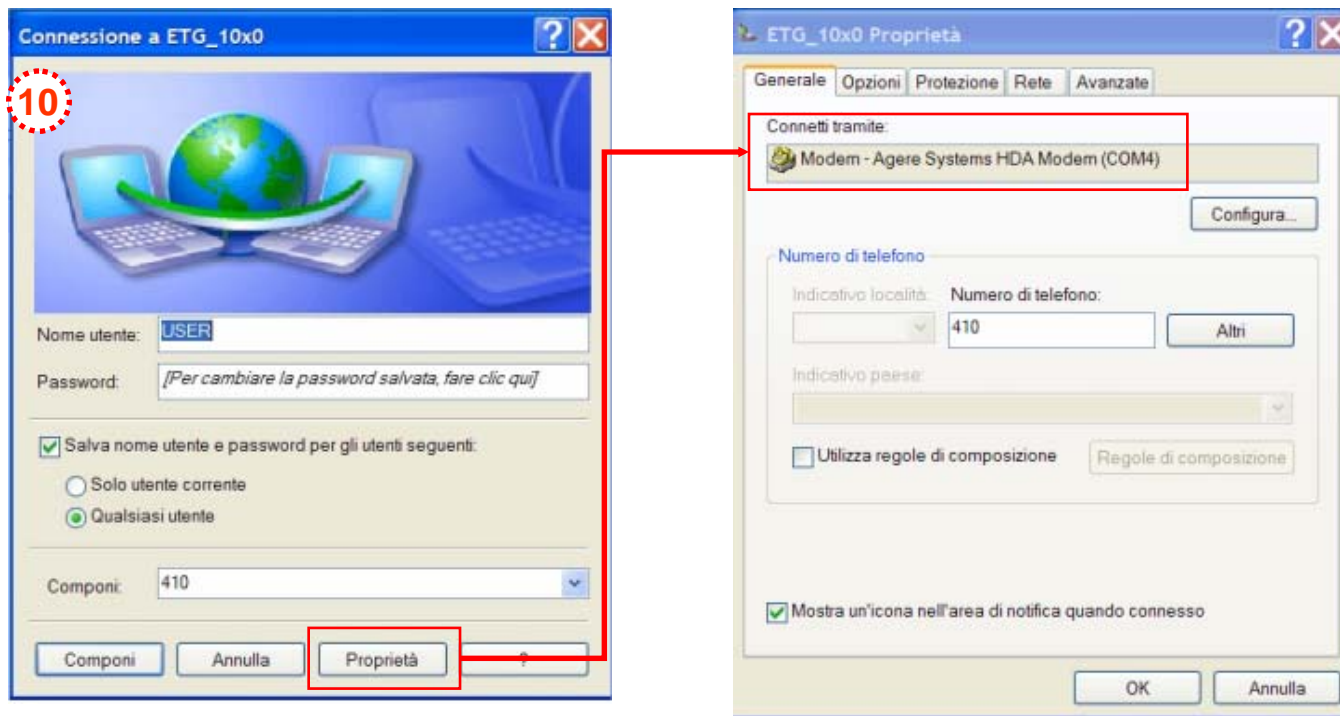 Connessione a ETG_10x0
10
Nome utente: USER
Password: [Per cambiare la password salvata, fare clic qui]
Salva nome utente e password per gli utenti seguenti:
Solo utente corrente
Qualsiasi utente
Componi: 410
Componi Annulla Proprietà ?
ETG_10x0 Proprietà
Generale Opzioni Protezione Rete Avanzate
Connetti tramite:
Modem - Agere Systems HDA Modem (COM4)
Configura...
Numero di telefono
Indicativo località: Numero di telefono:
410 Altri
Indicativo paese:
Utilizza regole di composizione Regole di composizione
Mostra un'icona nell'area di notifica quando connesso
OK Annulla